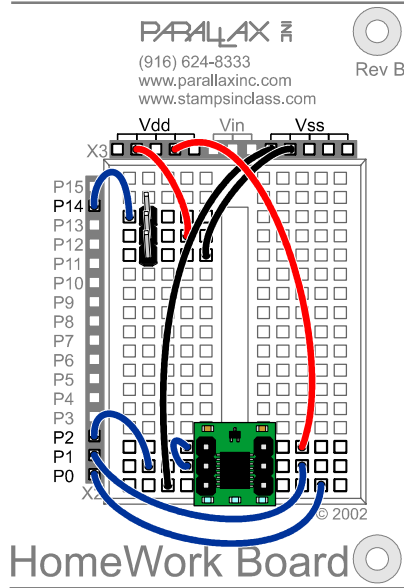 PARALLAX INC
(916) 624-8333
www.parallaxinc.com
www.stampsinclass.com
Rev B
Vdd Vin Vss
X3
P15
P14
P13
P12
P11
P10
P9
P8
P7
P6
P5
P4
P3
P2
P1
P0
X2
© 2002
HomeWork Board